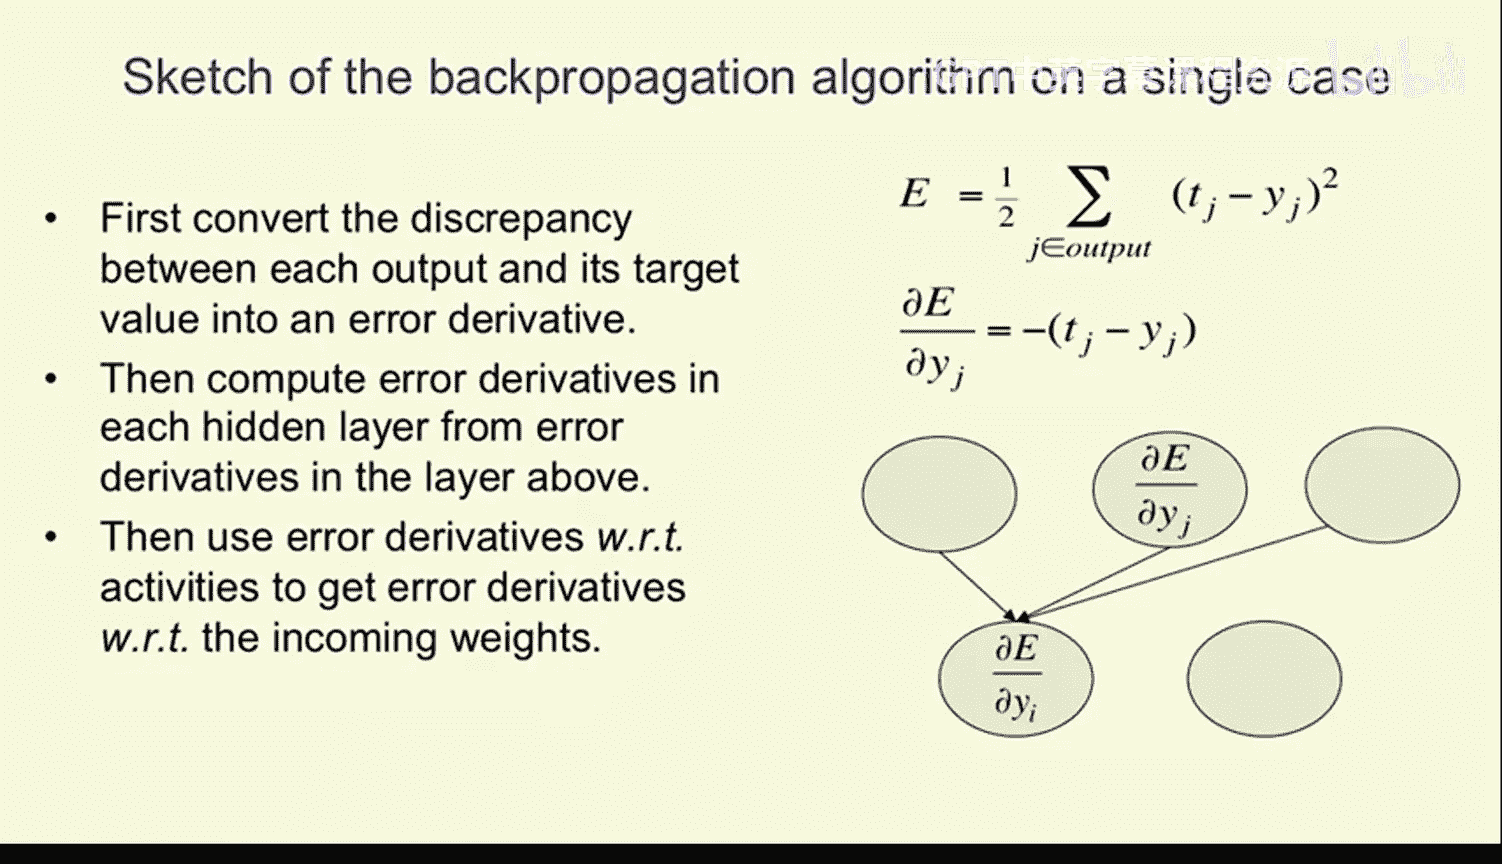 Sketch of the backpropagation algorithm on a single case
• First convert the discrepancy
between each output and its target
value into an error derivative.
• Then compute error derivatives in
each hidden layer from error
derivatives in the layer above.
• Then use error derivatives w.r.t.
activities to get error derivatives
w.r.t. the incoming weights.
E = 1/2 ∑ j∈output (t_j − y_j)²
∂E/∂y_j = −(t_j − y_j)
∂E/∂y_j
∂E/∂y_i